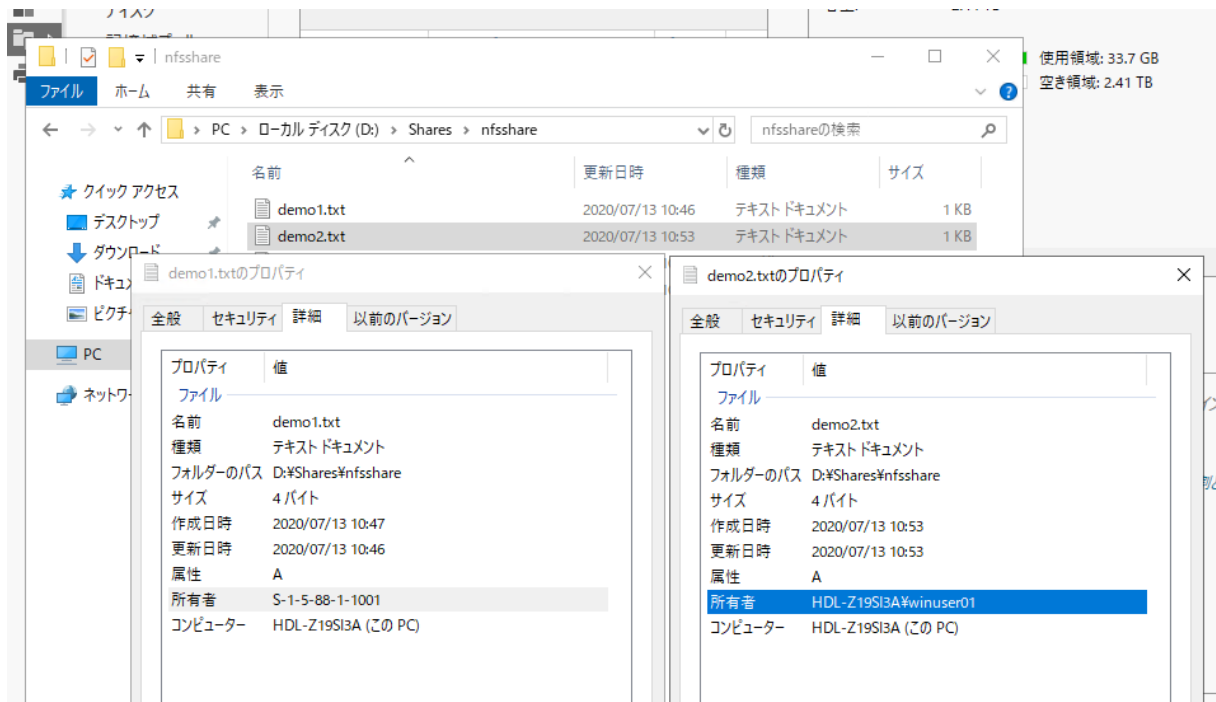 ディスク
nfsshare
使用領域: 33.7 GB
空き領域: 2.41 TB
ファイル ホーム 共有 表示
PC ローカル ディスク (D:) Shares nfsshare
nfsshareの検索
名前 更新日時 種類 サイズ
クイック アクセス
demo1.txt 2020/07/13 10:46 テキスト ドキュメント 1 KB
デスクトップ
demo2.txt 2020/07/13 10:53 テキスト ドキュメント 1 KB
ダウンロード
ドキュメ
ピクチ
PC
ネットワー
demo1.txtのプロパティ
全般 セキュリティ 詳細 以前のバージョン
プロパティ 値
ファイル
名前 demo1.txt
種類 テキスト ドキュメント
フォルダーのパス D:¥Shares¥nfsshare
サイズ 4 バイト
作成日時 2020/07/13 10:47
更新日時 2020/07/13 10:46
属性 A
所有者 S-1-5-88-1-1001
コンピューター HDL-Z19SI3A (この PC)
demo2.txtのプロパティ
全般 セキュリティ 詳細 以前のバージョン
プロパティ 値
ファイル
名前 demo2.txt
種類 テキスト ドキュメント
フォルダーのパス D:¥Shares¥nfsshare
サイズ 4 バイト
作成日時 2020/07/13 10:53
更新日時 2020/07/13 10:53
属性 A
所有者 HDL-Z19SI3A¥winuser01
コンピューター HDL-Z19SI3A (この PC)